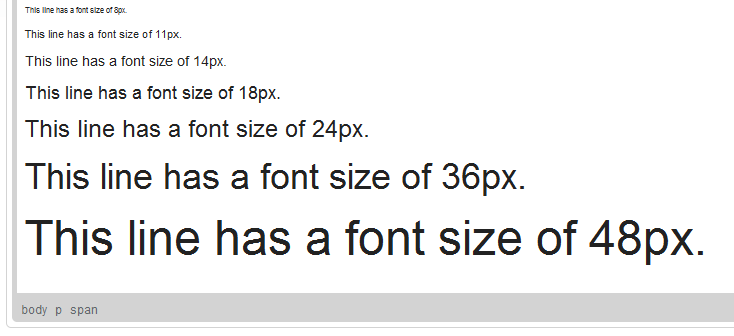 This line has a font size of 8px.
This line has a font size of 11px.
This line has a font size of 14px.
This line has a font size of 18px.
This line has a font size of 24px.
This line has a font size of 36px.
This line has a font size of 48px.
body p span